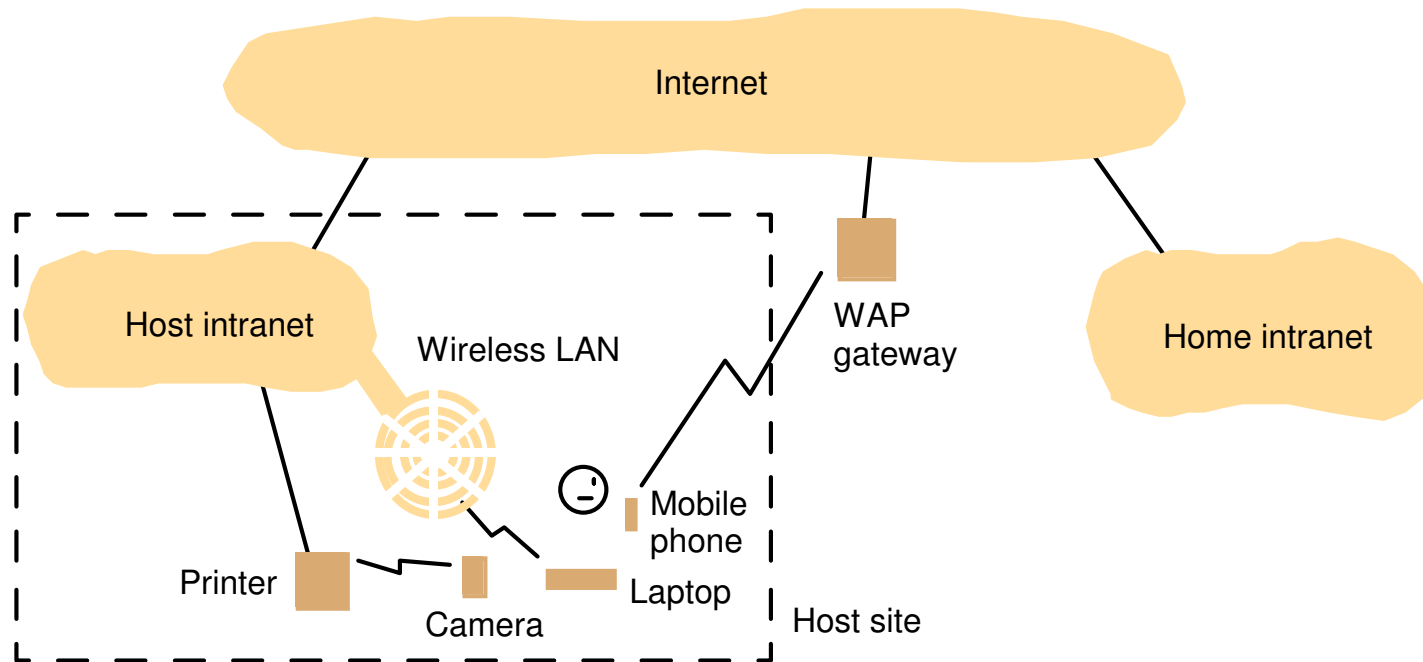 Internet
Host intranet
Wireless LAN
WAP
gateway
Home intranet
Mobile
phone
Printer
Camera
Laptop
Host site